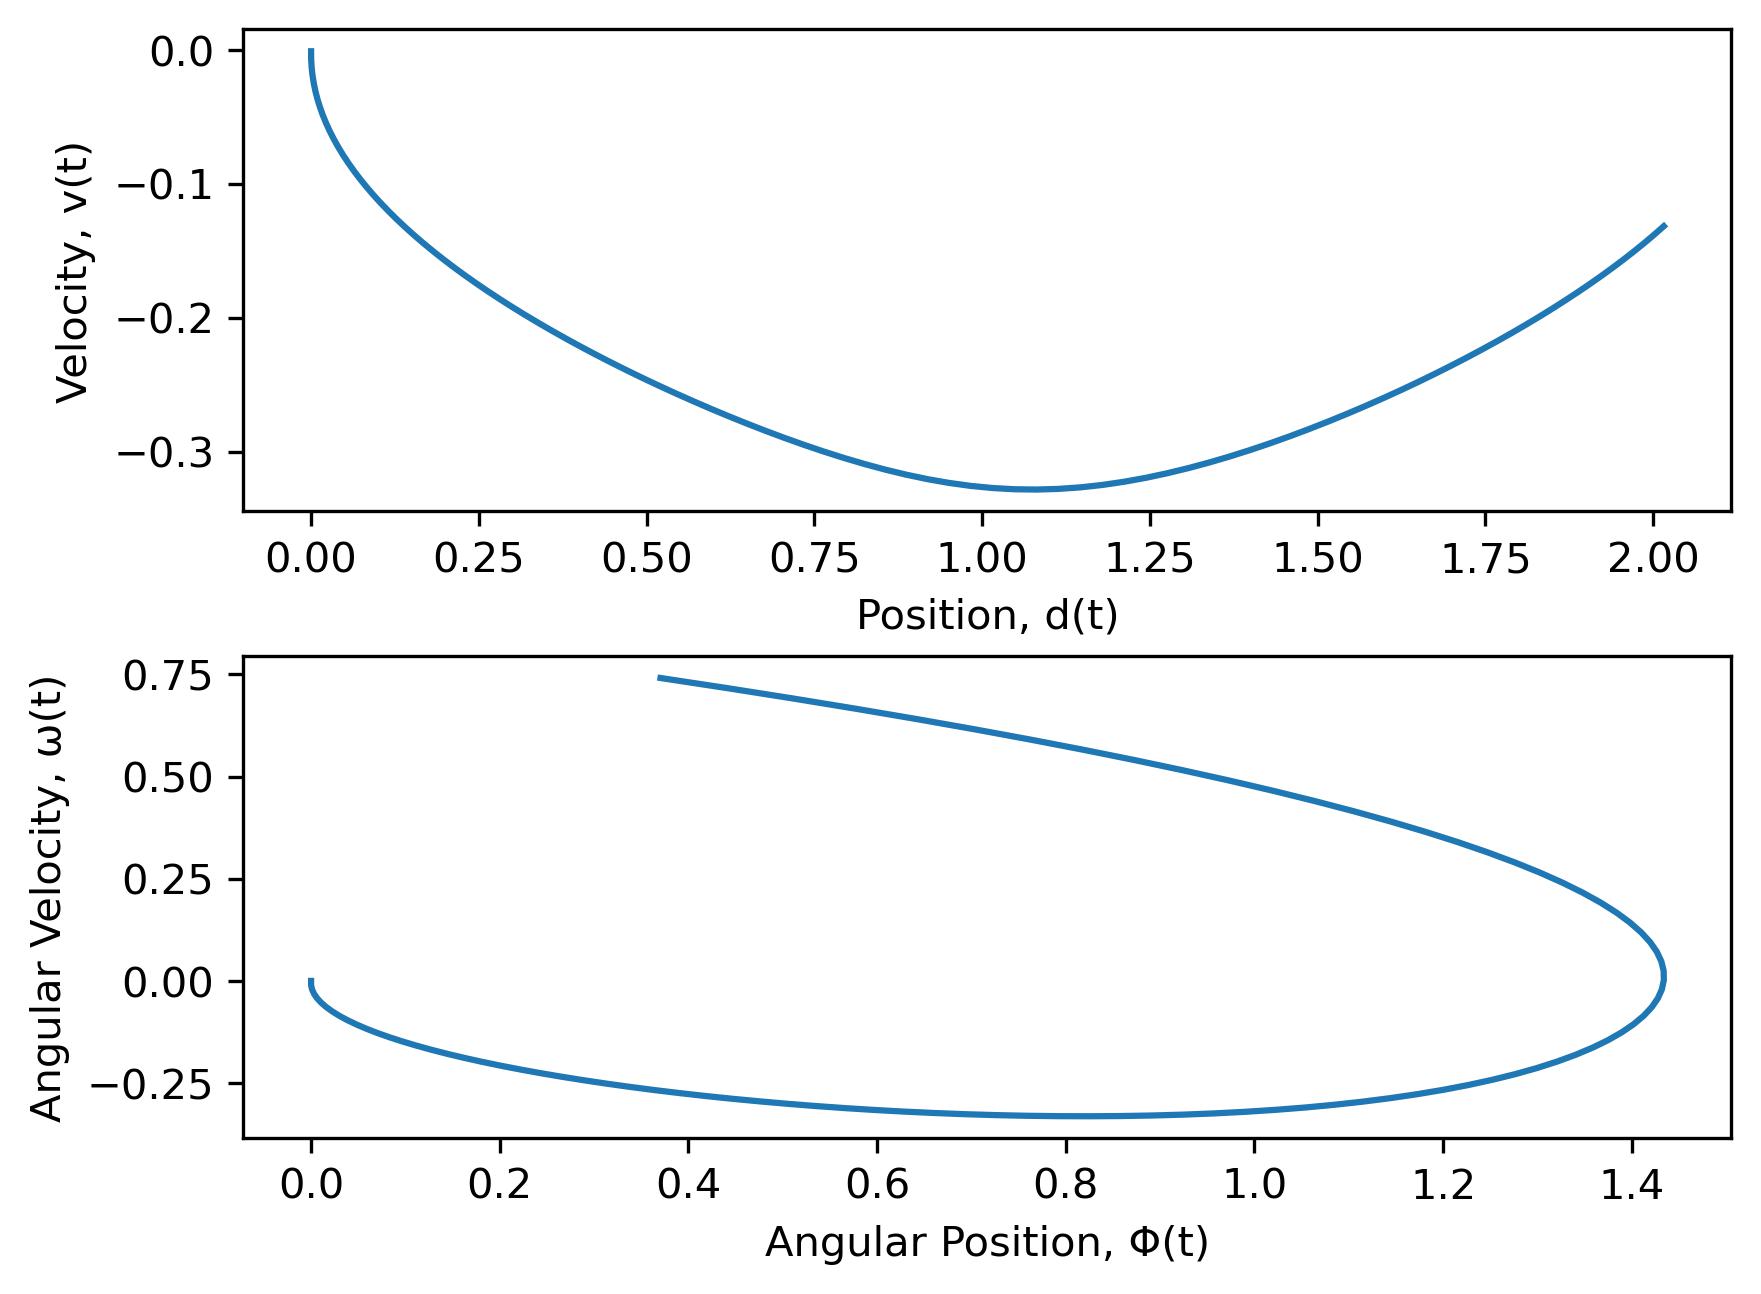 0.0
−0.1
−0.2
−0.3
Velocity, v(t)
0.00 0.25 0.50 0.75 1.00 1.25 1.50 1.75 2.00
Position, d(t)
0.75
0.50
0.25
0.00
−0.25
Angular Velocity, ω(t)
0.0 0.2 0.4 0.6 0.8 1.0 1.2 1.4
Angular Position, Φ(t)